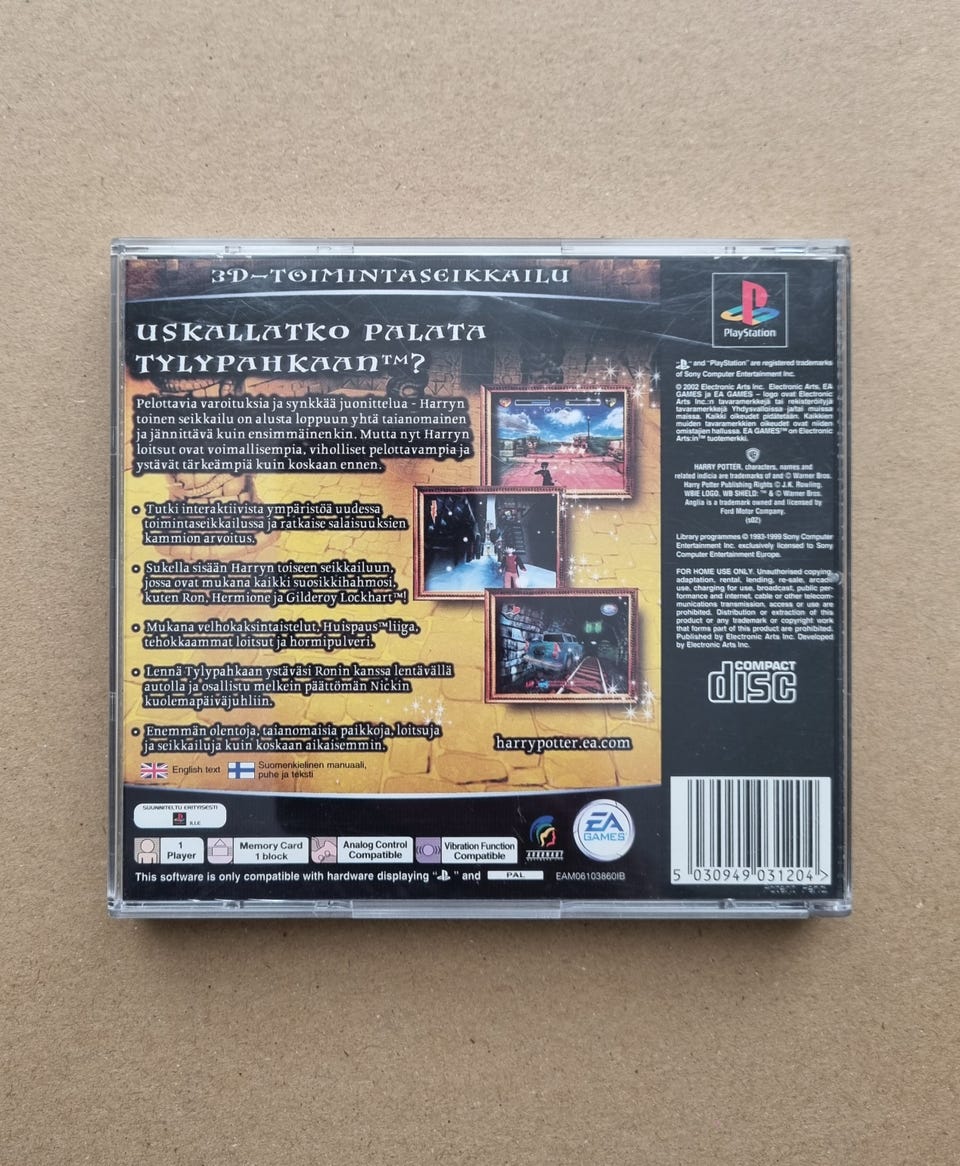 3D-TOIMINTASEIKKAILU
USKALLATKO PALATA
TYLYPAHKAAN™?
Pelottavia varoituksia ja synkkää juonittelua - Harryn
toinen seikkailu on alusta loppuun yhtä taianomainen
ja jännittävä kuin ensimmäinenkin. Mutta nyt Harryn
loitsut ovat voimallisempia, viholliset pelottavampia ja
ystävät tärkeämpiä kuin koskaan ennen.
• Tutki interaktiivista ympäristöä uudessa
toimintaseikkailussa ja ratkaise salaisuuksien
kammion arvoitus.
• Sukella sisään Harryn toiseen seikkailuun,
jossa ovat mukana kaikki suosikkihahmosi,
kuten Ron, Hermione ja Gilderoy Lockhart™!
• Mukana velhokaksintaistelut, Huispaus™liiga,
tehokkaammat loitsut ja hormipulveri.
• Lennä Tylypahkaan ystäväsi Ronin kanssa lentävällä
autolla ja osallistu melkein päättömän Nickin
kuolemapäiväjuhliin.
• Enemmän olentoja, taianomaisia paikkoja, loitsuja
ja seikkailuja kuin koskaan aikaisemmin.
harrypotter.ea.com
English text
Suomenkielinen manuaali,
puhe ja teksti
SUUNNITELTU ERITYISESTI
1
Player
Memory Card
1 block
Analog Control
Compatible
Vibration Function
Compatible
EA
GAMES
This software is only compatible with hardware displaying " " and PAL
EAM06103860IB
PlayStation
" " and "PlayStation" are registered trademarks
of Sony Computer Entertainment Inc.
© 2002 Electronic Arts Inc. Electronic Arts, EA
GAMES ja EA GAMES – logo ovat Electronic
Arts Inc.:n tavaramerkkejä tai rekisteröityjä
tavaramerkkejä Yhdysvalloissa ja/tai muissa
maissa. Kaikki oikeudet pidätetään. Kaikkien
muidden tavaramerkkien oikeudet ovat niiden
omistajien hallussa. EA GAMES™ on Electronic
Arts:in™ tuotemerkki.
HARRY POTTER, characters, names and
related indicia are trademarks of and © Warner Bros.
Harry Potter Publishing Rights © J.K. Rowling.
WBIE LOGO, WB SHIELD: ™ & © Warner Bros.
Anglia is a trademark owned and licensed by
Ford Motor Company.
(s02)
Library programmes © 1993-1999 Sony Computer
Entertainment Inc. exclusively licensed to Sony
Computer Entertainment Europe.
FOR HOME USE ONLY. Unauthorised copying,
adaptation, rental, lending, re-sale, arcade
use, charging for use, broadcast, public per-
formance and internet, cable or other telecom-
munications transmission, access or use are
prohibited. Distribution or extraction of this
product or any trademark or copyright work
that forms part of this product are prohibited.
Published by Electronic Arts Inc. Developed
by Electronic Arts Inc.
COMPACT
disc
5 030949 031204 >